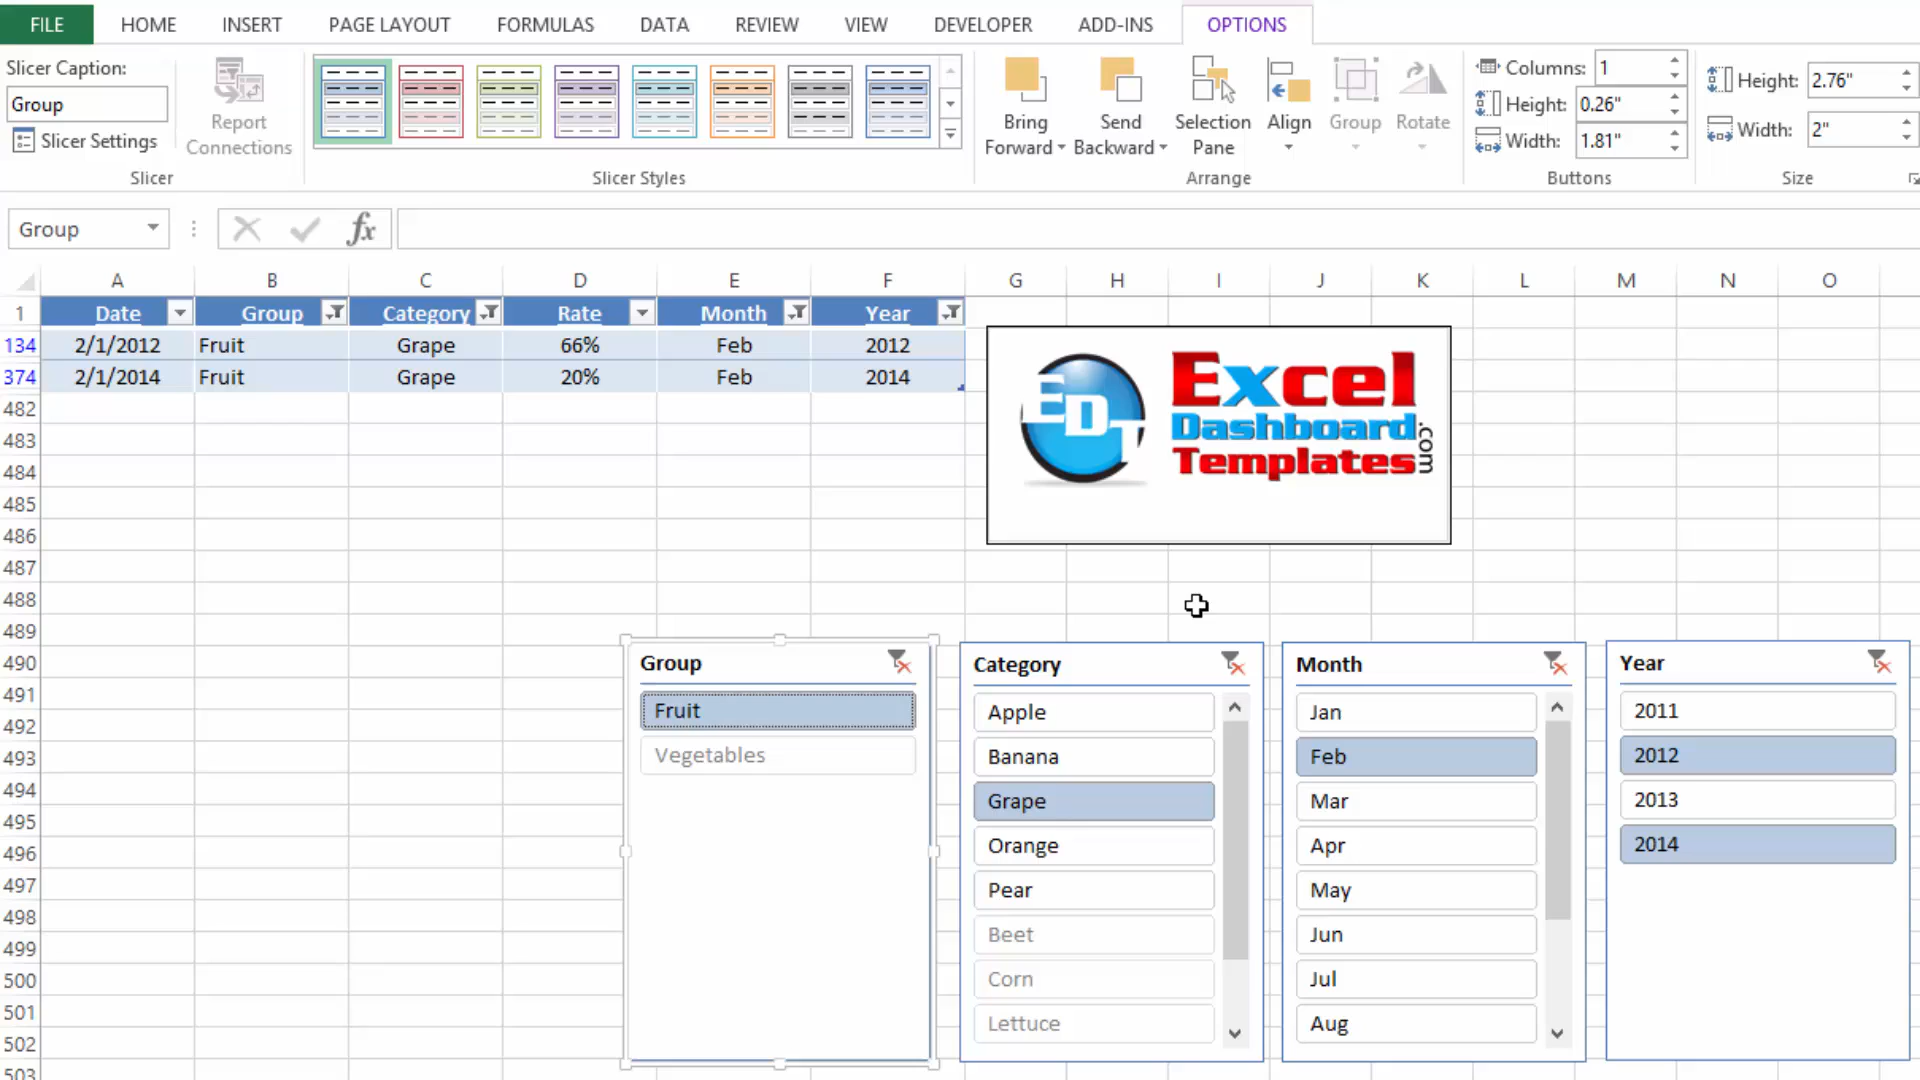 FILE HOME INSERT PAGE LAYOUT FORMULAS DATA REVIEW VIEW DEVELOPER ADD-INS OPTIONS
Slicer Caption:
Group
Slicer Settings
Slicer
Report
Connections
Slicer Styles
Bring
Forward
Send
Backward
Selection
Pane
Align
Group
Rotate
Arrange
Columns: 1
Height: 0.26"
Width: 1.81"
Buttons
Height: 2.76"
Width: 2"
Size
Group
fx
A B C D E F G H I J K L M N O
1 Date Group Category Rate Month Year
134 2/1/2012 Fruit Grape 66% Feb 2012
374 2/1/2014 Fruit Grape 20% Feb 2014
482
483
484
485
486
487
488
489
490
491
492
493
494
495
496
497
498
499
500
501
502
503
EDT
Excel
Dashboard
Templates
.com
Group
Fruit
Vegetables
Category
Apple
Banana
Grape
Orange
Pear
Beet
Corn
Lettuce
Month
Jan
Feb
Mar
Apr
May
Jun
Jul
Aug
Year
2011
2012
2013
2014